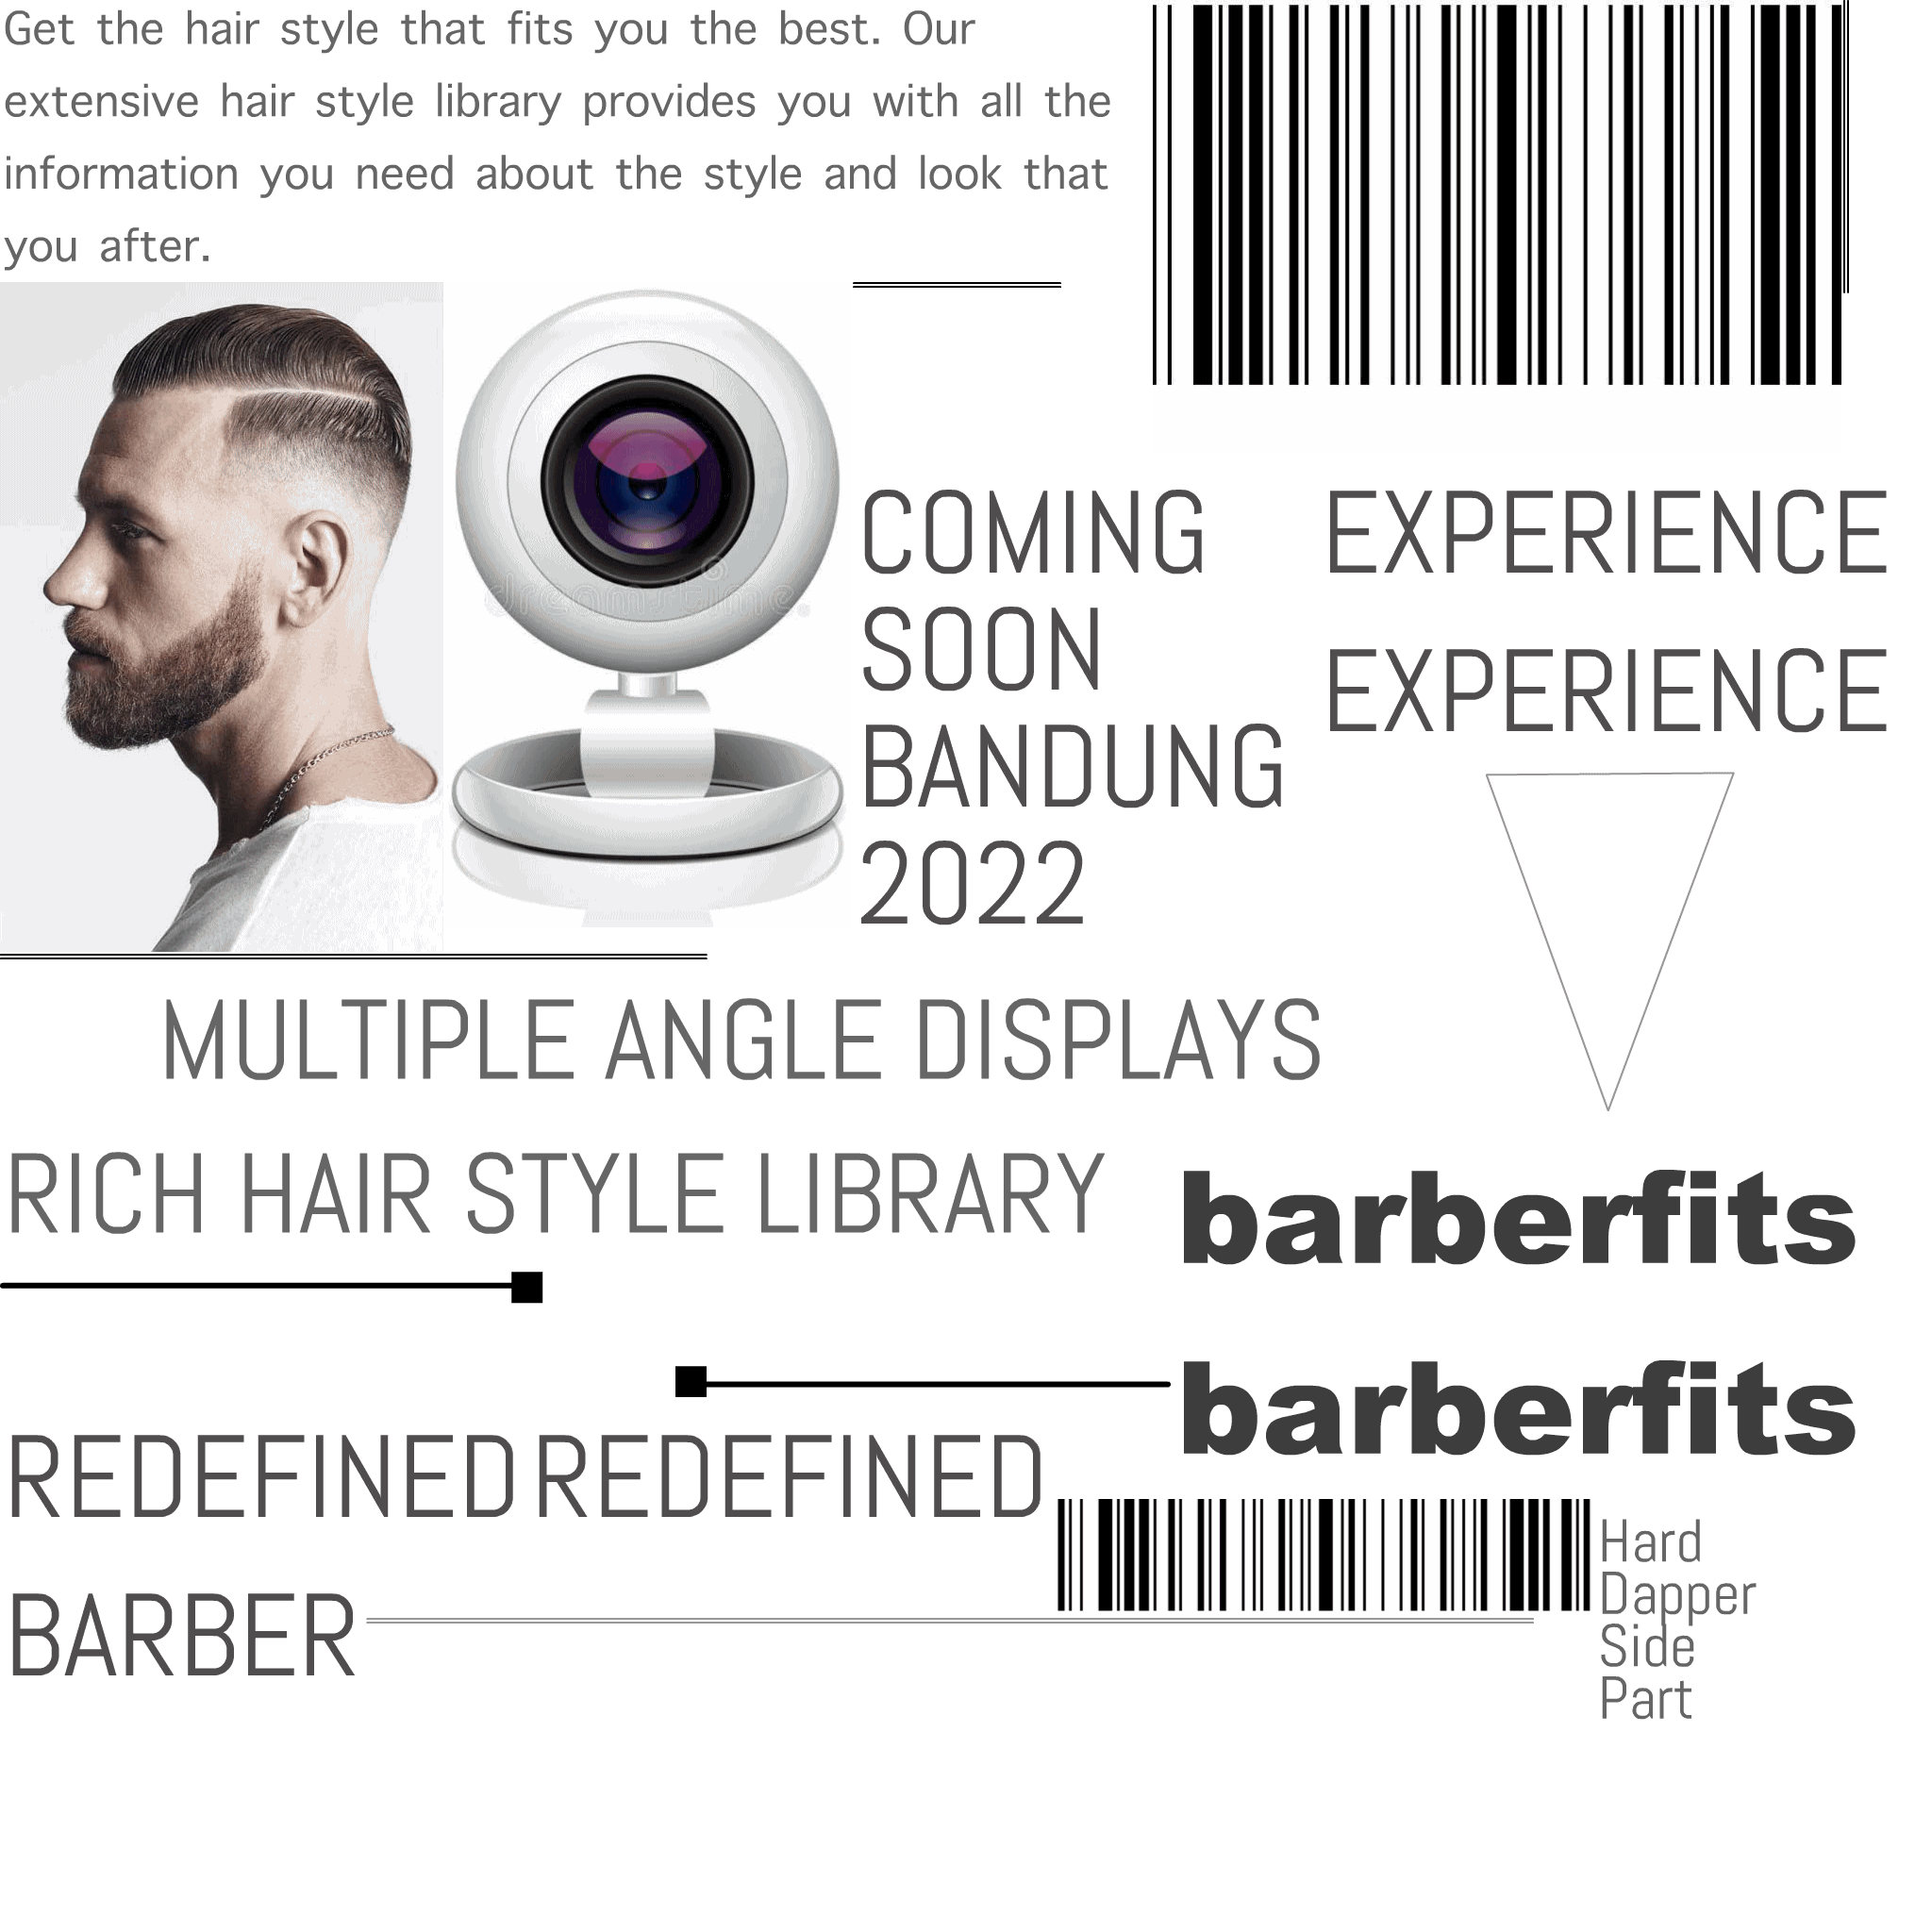 Get the hair style that fits you the best. Our
extensive hair style library provides you with all the
information you need about the style and look that
you after.
dreamstime.
COMING
SOON
BANDUNG
2022
EXPERIENCE
EXPERIENCE
MULTIPLE ANGLE DISPLAYS
RICH HAIR STYLE LIBRARY
barberfits
barberfits
REDEFINED REDEFINED
BARBER
Hard
Dapper
Side
Part